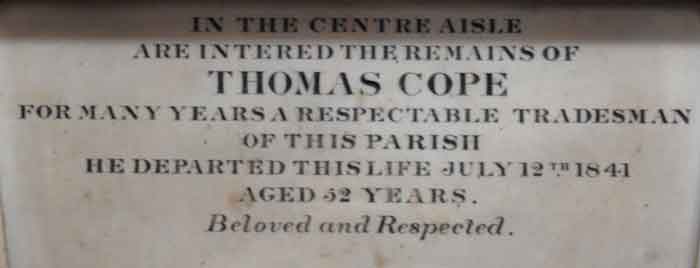 IN THE CENTRE AISLE
ARE INTERED THE REMAINS OF
THOMAS COPE
FOR MANY YEARS A RESPECTABLE TRADESMAN
OF THIS PARISH
HE DEPARTED THIS LIFE JULY 12TH 1841
AGED 52 YEARS.
Beloved and Respected.